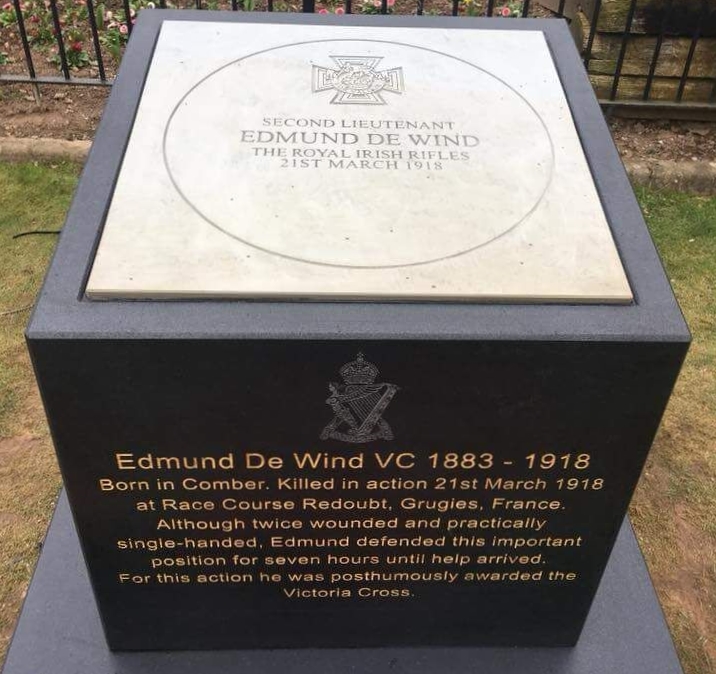 SECOND LIEUTENANT
EDMUND DE WIND
THE ROYAL IRISH RIFLES
21ST MARCH 1918
Edmund De Wind VC 1883 - 1918
Born in Comber. Killed in action 21st March 1918
at Race Course Redoubt, Grugies, France.
Although twice wounded and practically
single-handed, Edmund defended this important
position for seven hours until help arrived.
For this action he was posthumously awarded the
Victoria Cross.